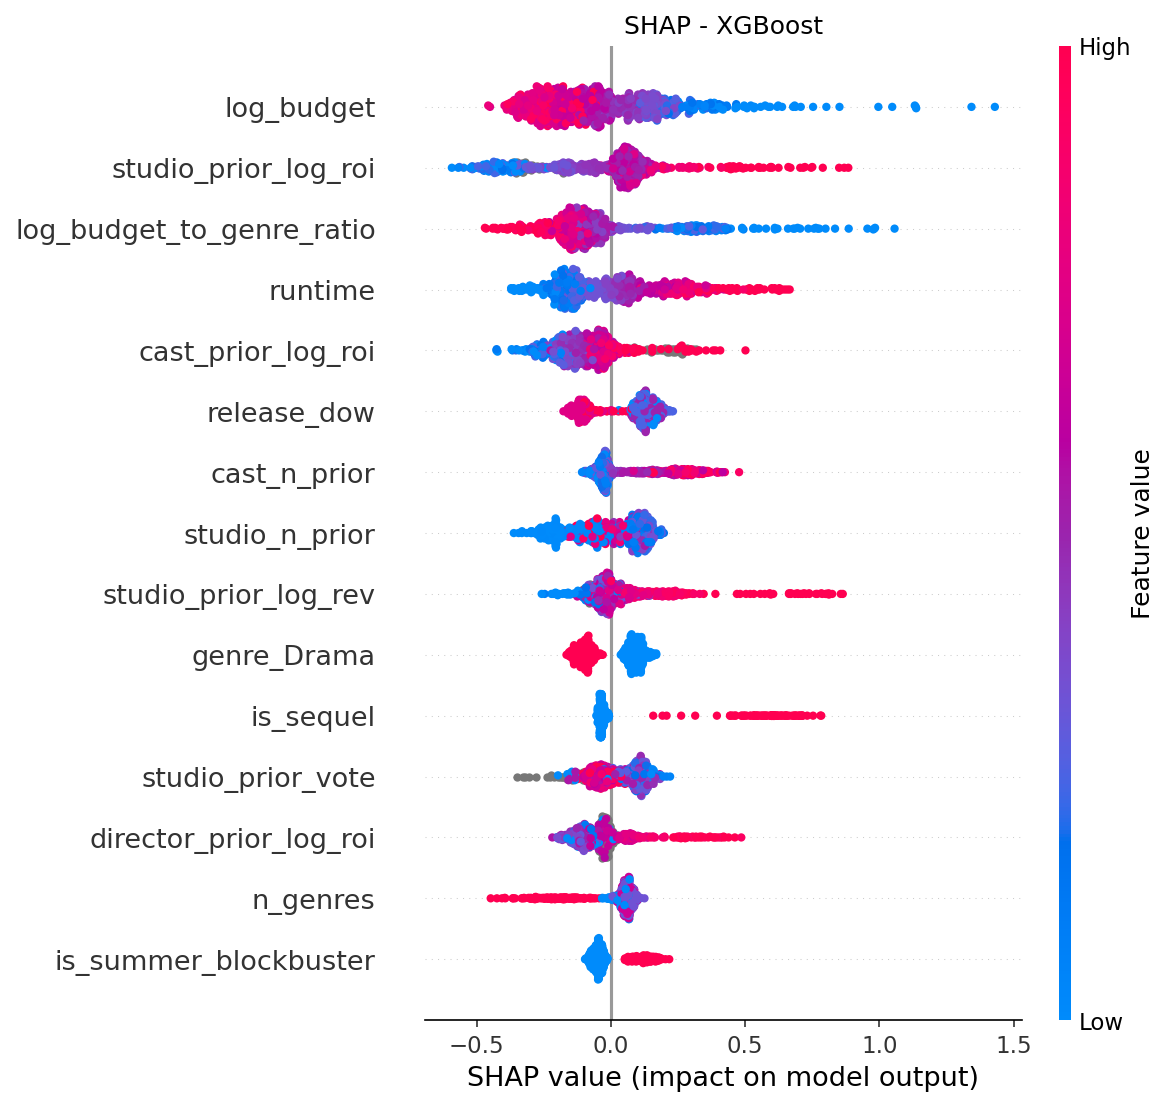 SHAP - XGBoost
High
log_budget
studio_prior_log_roi
log_budget_to_genre_ratio
runtime
cast_prior_log_roi
release_dow
cast_n_prior
studio_n_prior
studio_prior_log_rev
genre_Drama
is_sequel
studio_prior_vote
director_prior_log_roi
n_genres
is_summer_blockbuster
Feature value
Low
−0.5 0.0 0.5 1.0 1.5
SHAP value (impact on model output)